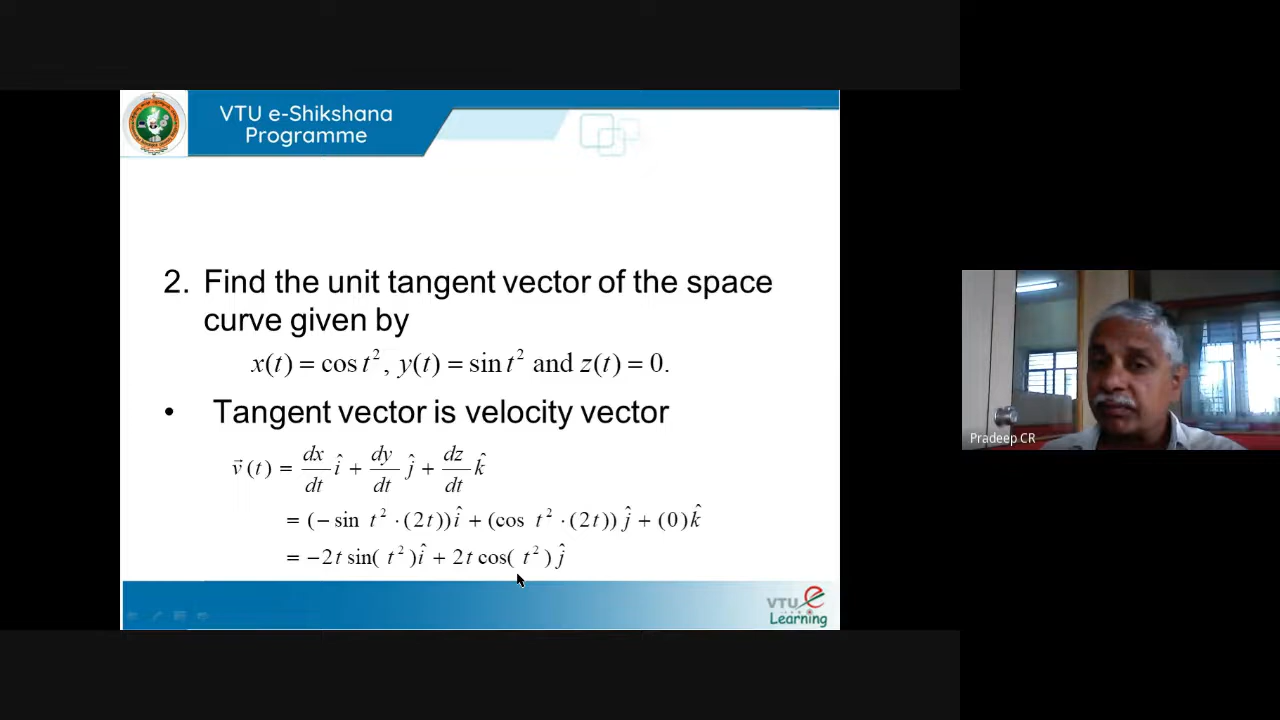 VTU e-Shikshana
Programme
2. Find the unit tangent vector of the space
curve given by
x(t) = cos t², y(t) = sin t² and z(t) = 0.
• Tangent vector is velocity vector
v⃗(t) = dx/dt î + dy/dt ĵ + dz/dt k̂
= (− sin t² · (2t)) î + (cos t² · (2t)) ĵ + (0) k̂
= −2t sin( t² ) î + 2t cos( t² ) ĵ
VTU e
Learning
Pradeep CR